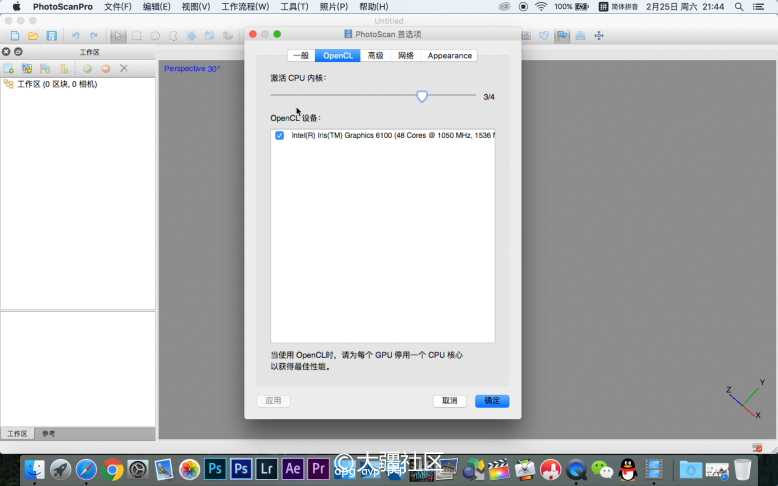 PhotoScanPro 文件(F) 编辑(E) 视图(V) 工作流程(W) 工具(T) 照片(P) 帮助(H) 100% 拼 简体拼音 2月25日 周六 21:44
Untitled
PhotoScan 首选项
工作区
一般 OpenCL 高级 网络 Appearance
Perspective 30°
激活 CPU 内核:
工作区 (0 区块, 0 相机)
3/4
OpenCL 设备:
Intel(R) Iris(TM) Graphics 6100 (48 Cores @ 1050 MHz, 1536 M
当使用 OpenCL时，请为每个 GPU 停用一个 CPU 核心
以获得最佳性能。
Z Y X
应用 取消 确定
工作区 参考
Ps Ps Lr Ae Pr
大疆社区